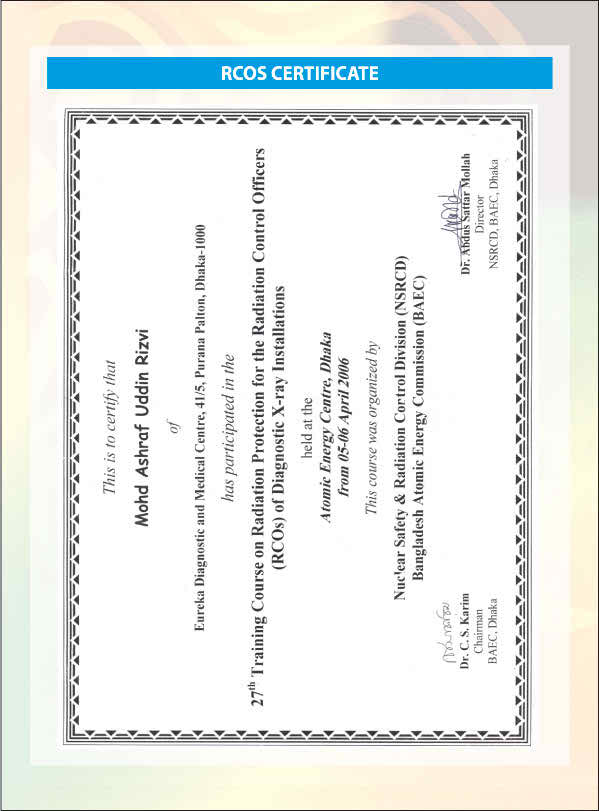 RCOS CERTIFICATE
This is to certify that
Mohd Ashraf Uddin Rizvi
of
Eureka Diagnostic and Medical Centre, 41/5, Purana Palton, Dhaka-1000
has participated in the
27th Training Course on Radiation Protection for the Radiation Control Officers
(RCOs) of Diagnostic X-ray Installations
held at the
Atomic Energy Centre, Dhaka
from 05-06 April 2006
This course was organized by
Nuclear Safety & Radiation Control Division (NSRCD)
Bangladesh Atomic Energy Commission (BAEC)
Dr. C. S. Karim
Chairman
BAEC, Dhaka
Dr. Abdus Sattar Mollah
Director
NSRCD, BAEC, Dhaka